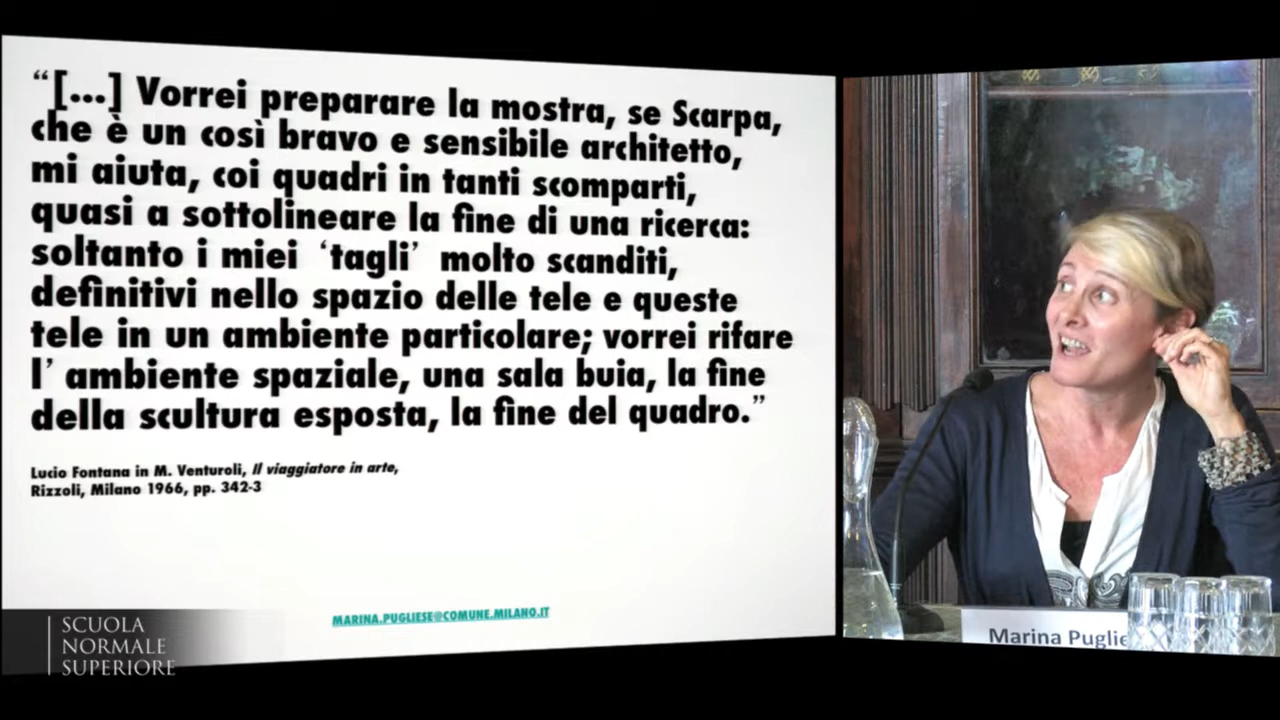 “[...] Vorrei preparare la mostra, se Scarpa,
che è un così bravo e sensibile architetto,
mi aiuta, coi quadri in tanti scomparti,
quasi a sottolineare la fine di una ricerca:
soltanto i miei ‘tagli’ molto scanditi,
definitivi nello spazio delle tele e queste
tele in un ambiente particolare; vorrei rifare
l’ ambiente spaziale, una sala buia, la fine
della scultura esposta, la fine del quadro.”
Lucio Fontana in M. Venturoli, Il viaggiatore in arte,
Rizzoli, Milano 1966, pp. 342-3
MARINA.PUGLIESE@COMUNE.MILANO.IT
SCUOLA
NORMALE
SUPERIORE
Marina Puglie